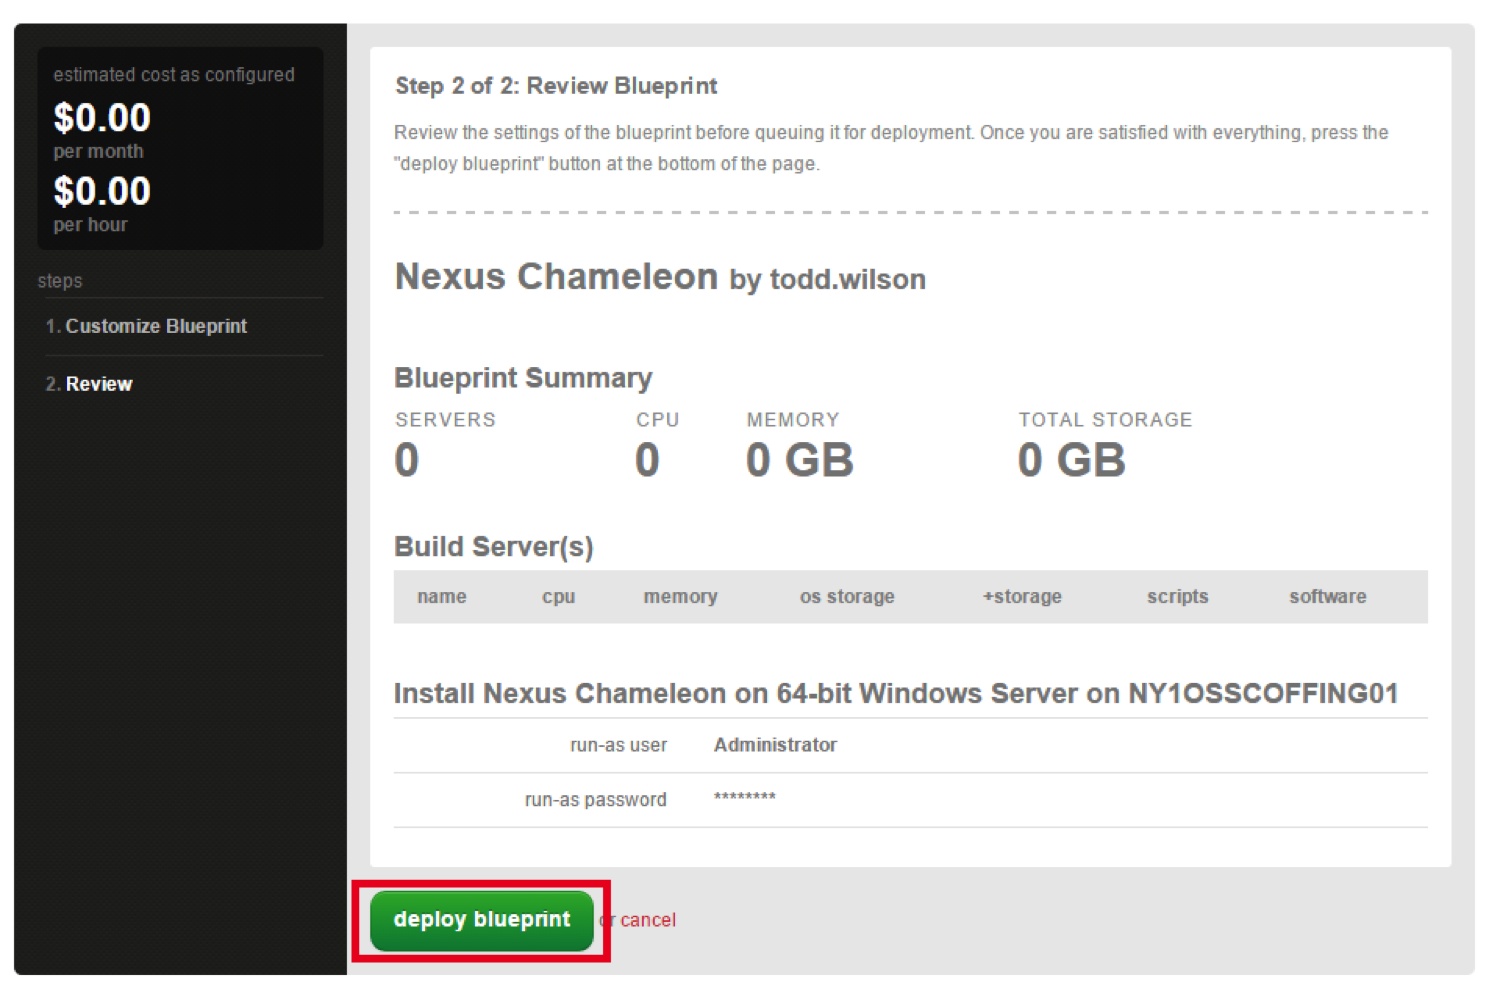 estimated cost as configured
$0.00
per month
$0.00
per hour
steps
1. Customize Blueprint
2. Review
Step 2 of 2: Review Blueprint
Review the settings of the blueprint before queuing it for deployment. Once you are satisfied with everything, press the
"deploy blueprint" button at the bottom of the page.
Nexus Chameleon by todd.wilson
Blueprint Summary
SERVERS CPU MEMORY TOTAL STORAGE
0 0 0 GB 0 GB
Build Server(s)
name cpu memory os storage +storage scripts software
Install Nexus Chameleon on 64-bit Windows Server on NY1OSSCOFFING01
run-as user Administrator
run-as password ********
deploy blueprint or cancel